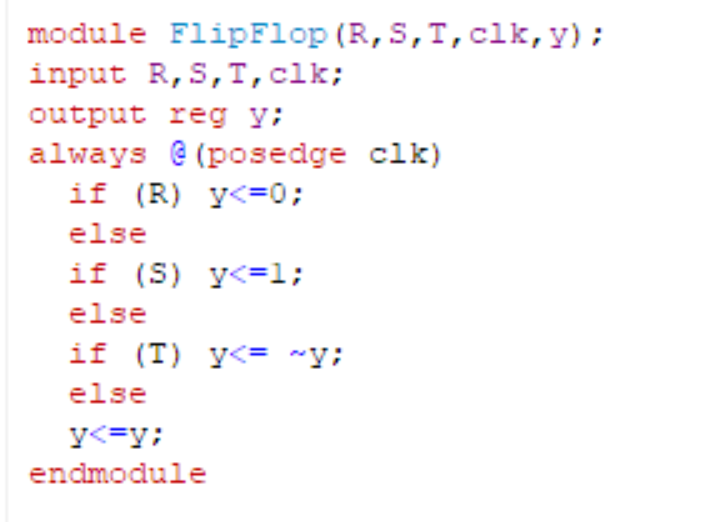 module FlipFlop(R,S,T,clk,y);
input R,S,T,clk;
output reg y;
always @(posedge clk)
if (R) y<=0;
else
if (S) y<=1;
else
if (T) y<= ~y;
else
y<=y;
endmodule